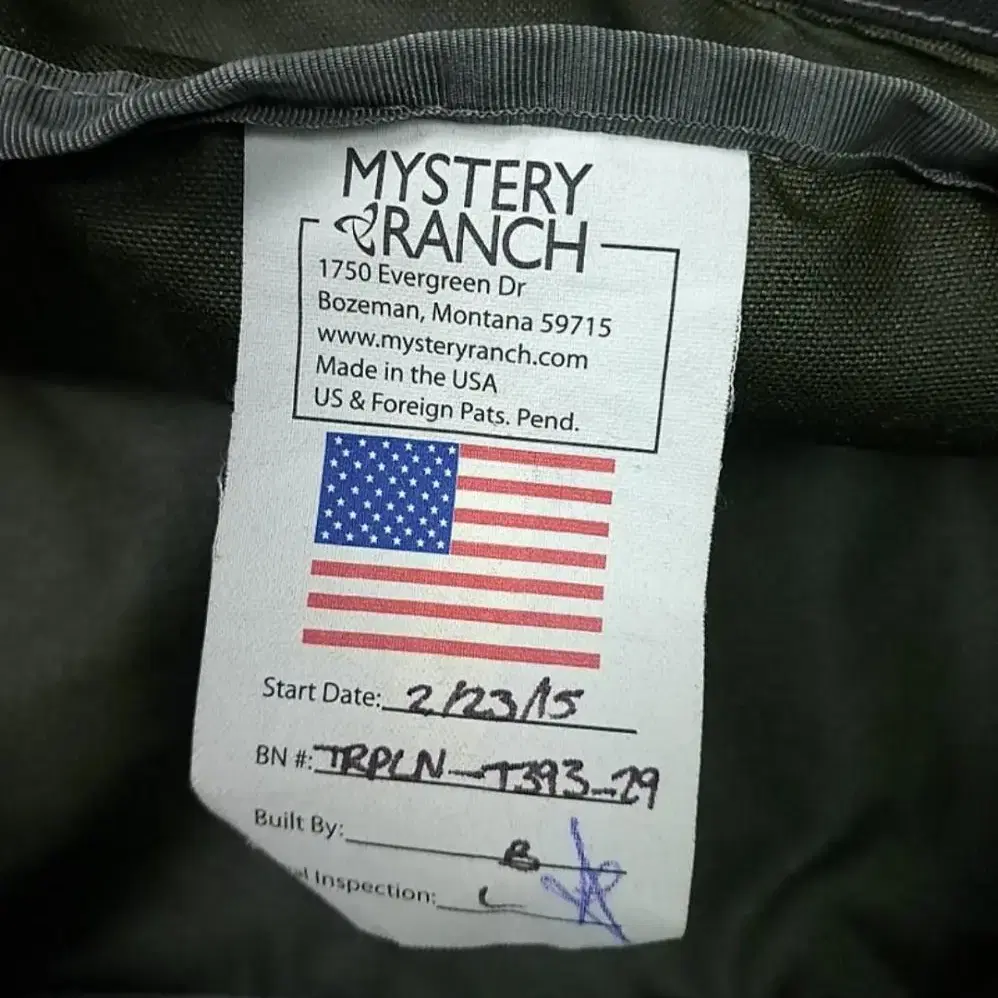 MYSTERY
RANCH
1750 Evergreen Dr
Bozeman, Montana 59715
www.mysteryranch.com
Made in the USA
US & Foreign Pats. Pend.
Start Date: 2/23/15
BN #: TRPLN-T393-29
Built By: B
Inspection: L